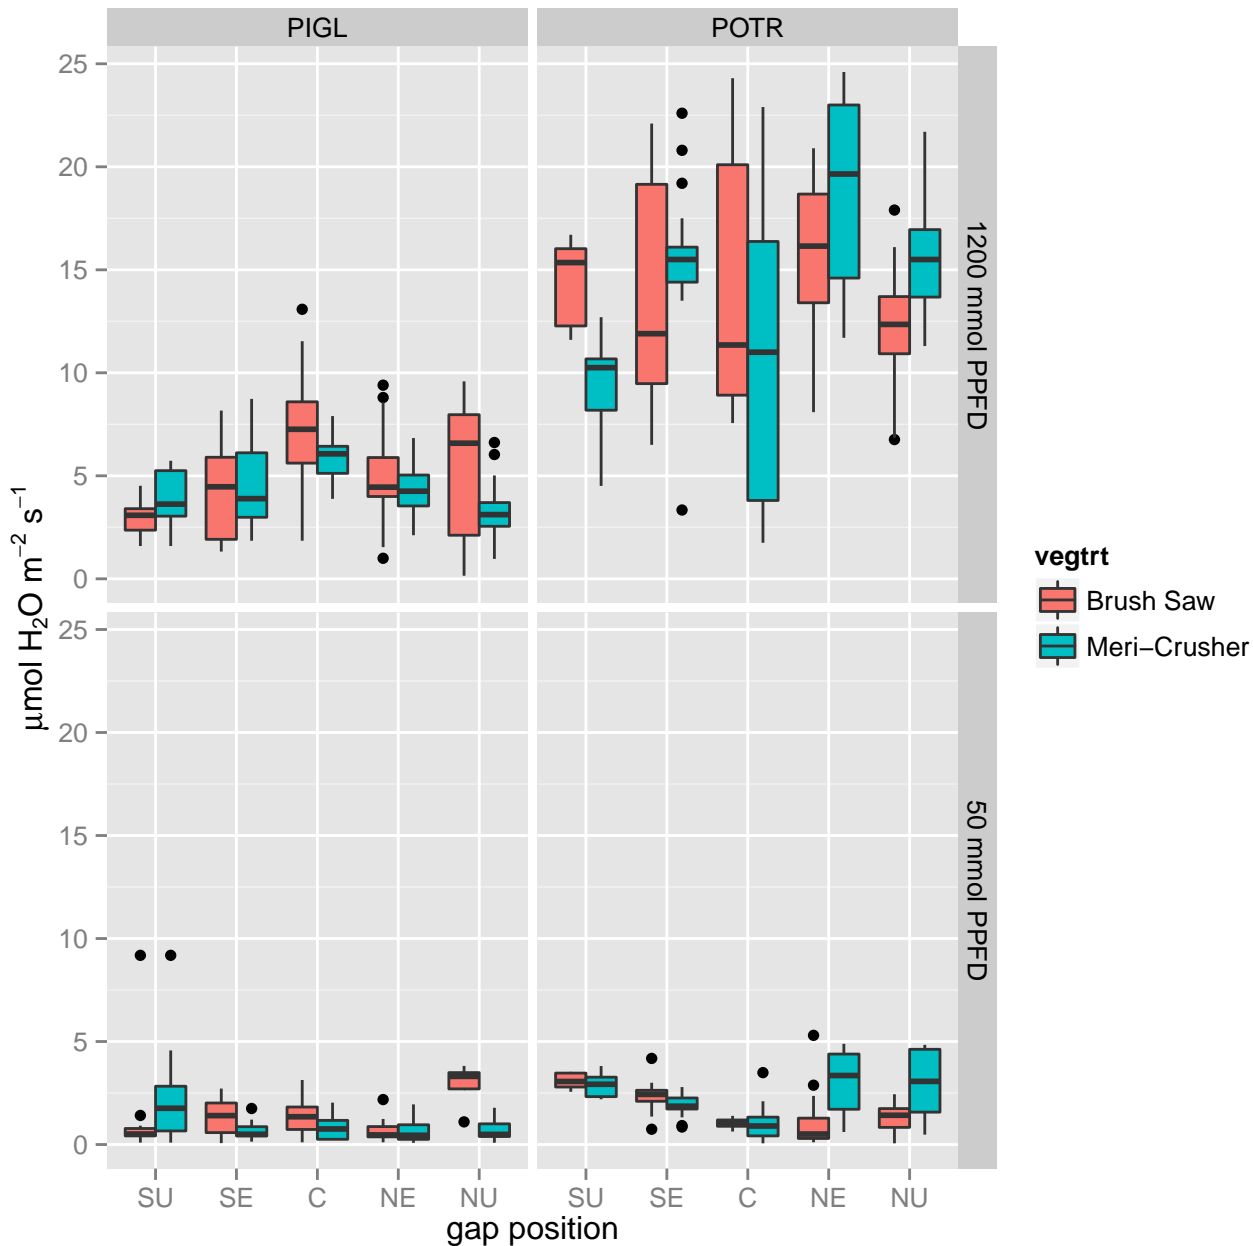 PIGL
POTR
25
20
15
10
5
0
1200 mmol PPFD
25
20
15
10
5
0
50 mmol PPFD
μmol H₂O m⁻² s⁻¹
SU SE C NE NU
SU SE C NE NU
gap position
vegtrt
Brush Saw
Meri−Crusher